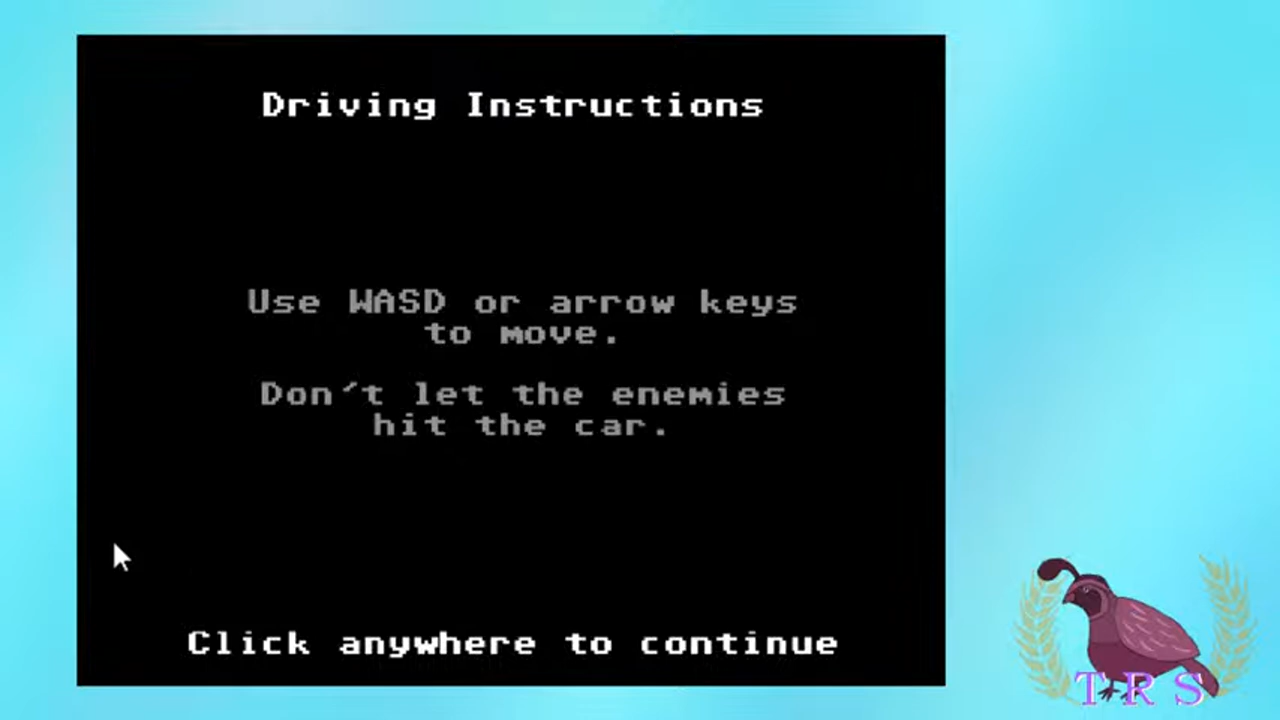 Driving Instructions
Use WASD or arrow keys
to move.
Don't let the enemies
hit the car.
Click anywhere to continue
T R S